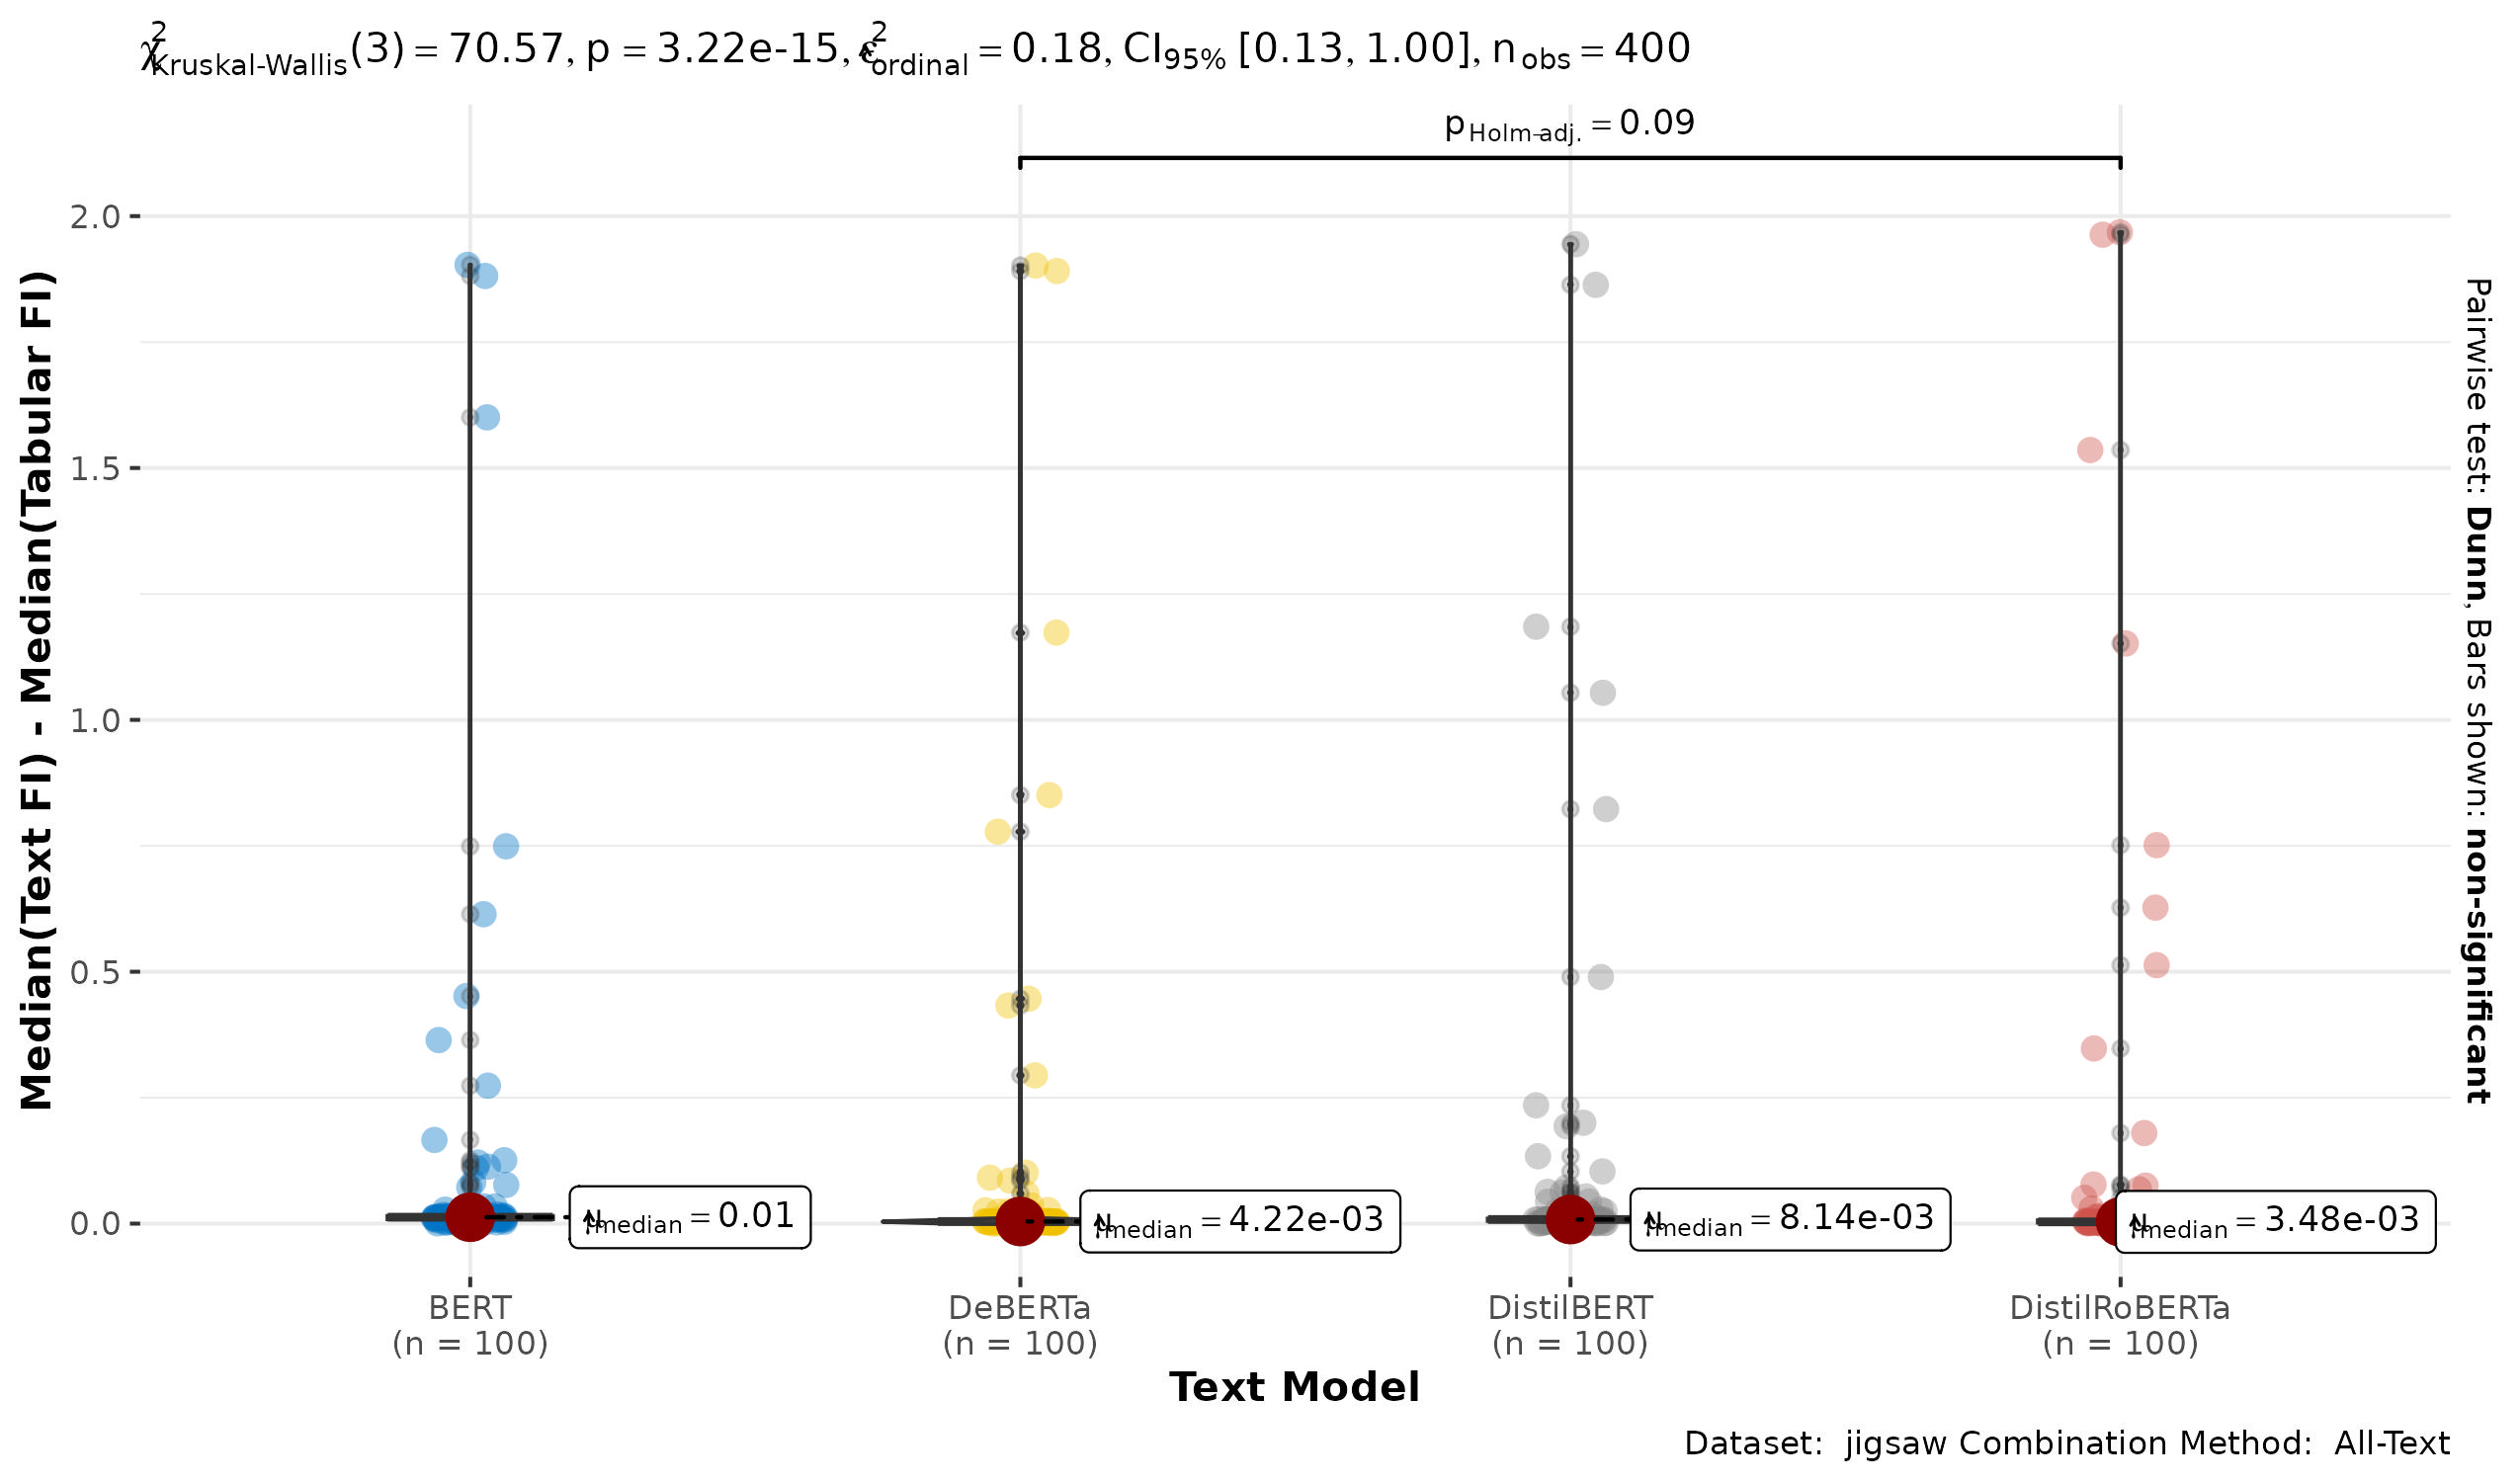 χ²Kruskal-Wallis(3) = 70.57, p = 3.22e-15, ε̂²ordinal = 0.18, CI95% [0.13, 1.00], nobs = 400
pHolm-adj. = 0.09
2.0
1.5
1.0
0.5
0.0
Median(Text FI) - Median(Tabular FI)
Pairwise test: Dunn, Bars shown: non-significant
μ̂median = 0.01
μ̂median = 4.22e-03
μ̂median = 8.14e-03
μ̂median = 3.48e-03
BERT
(n = 100)
DeBERTa
(n = 100)
DistilBERT
(n = 100)
DistilRoBERTa
(n = 100)
Text Model
Dataset:  jigsaw Combination Method:  All-Text